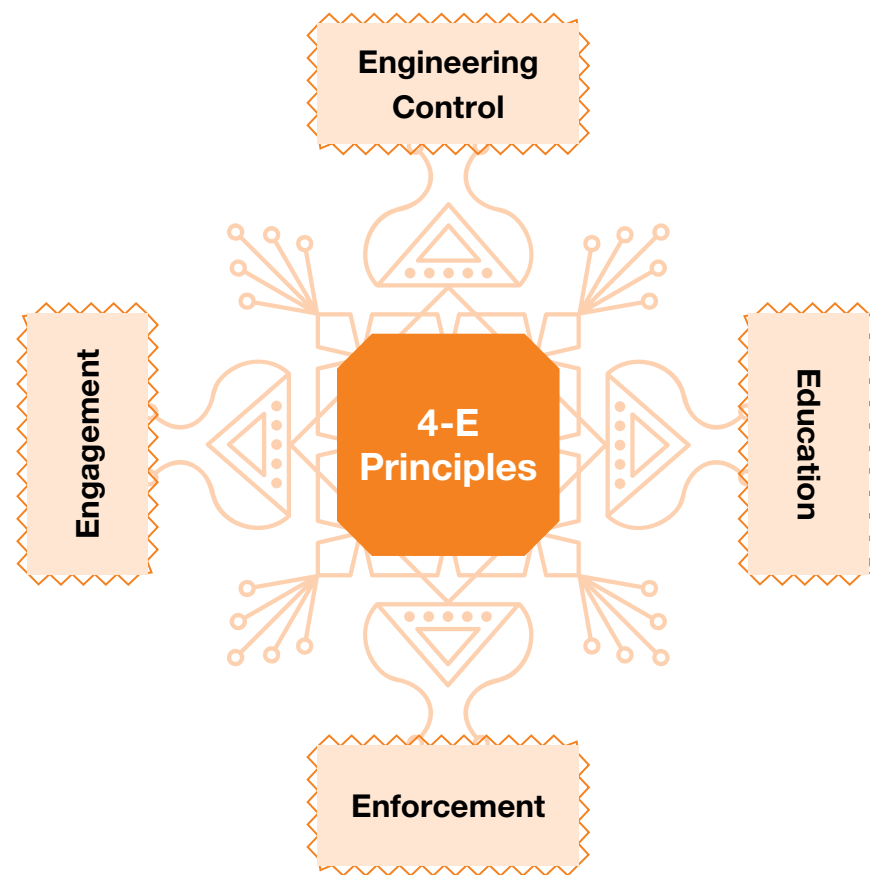 Engineering
Control
Engagement
4-E
Principles
Education
Enforcement